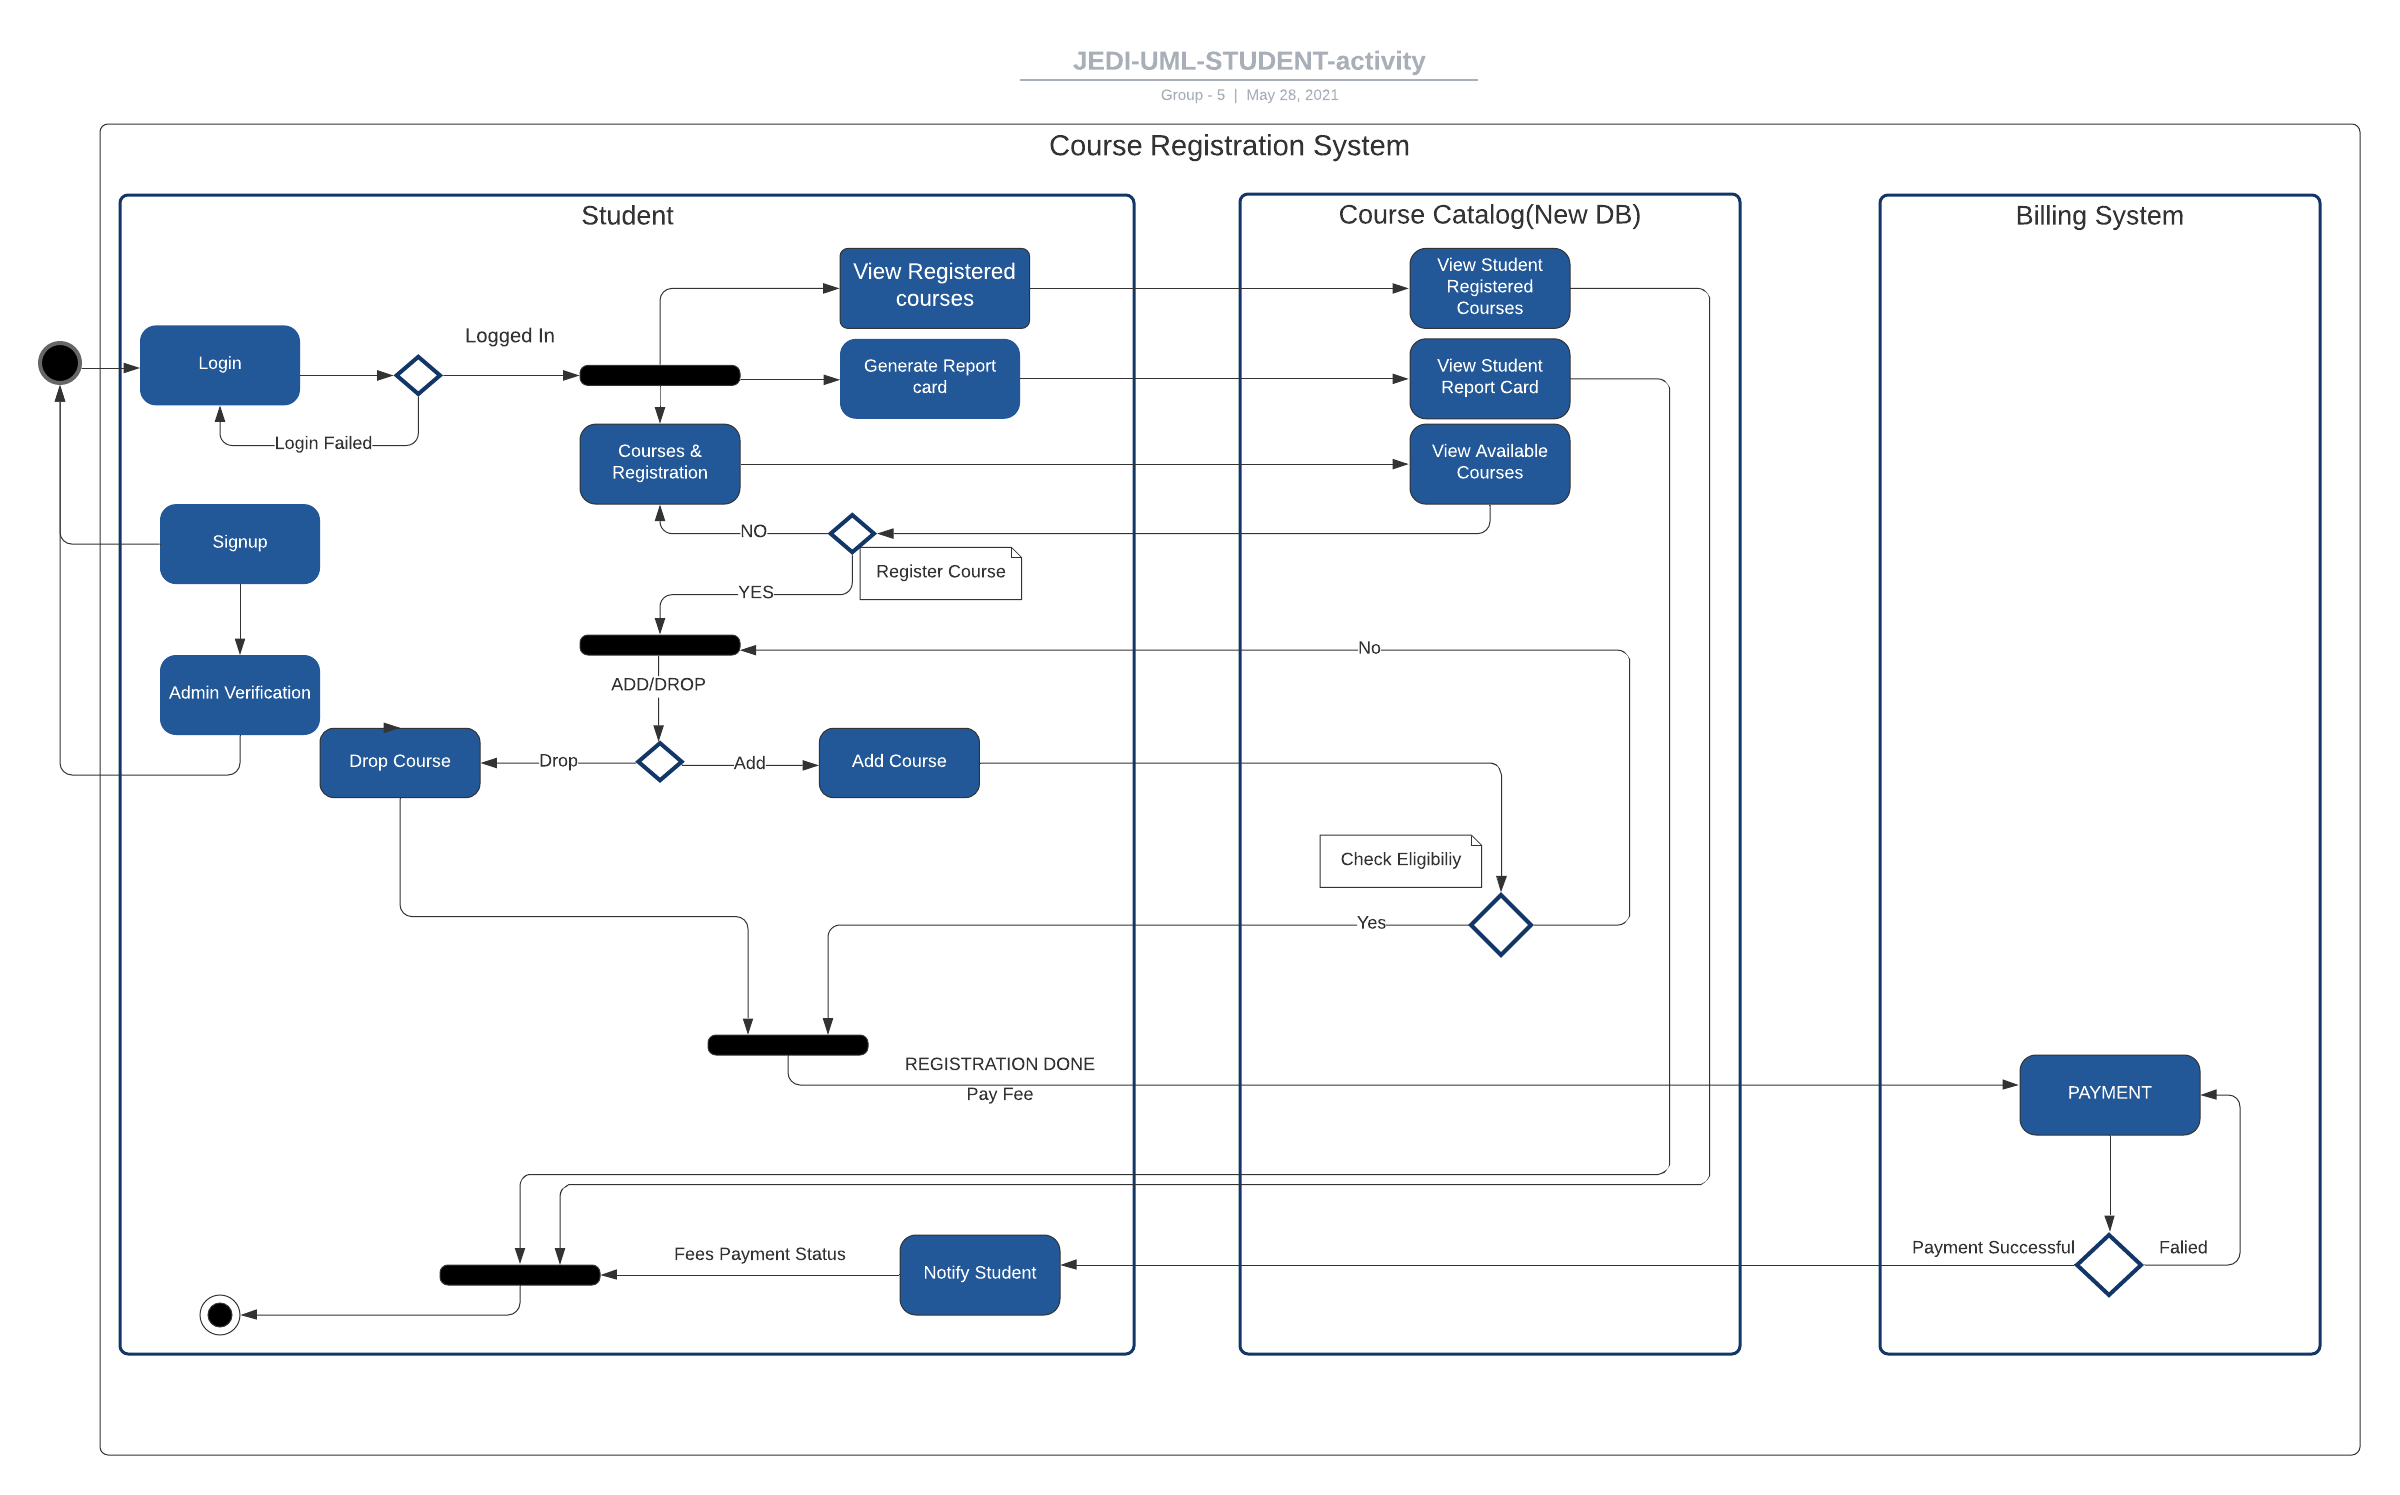 JEDI-UML-STUDENT-activity
Group - 5 | May 28, 2021
Course Registration System
Student
Course Catalog(New DB)
Billing System
View Registered
courses
View Student
Registered
Courses
Logged In
Login
Generate Report
card
View Student
Report Card
Login Failed
Courses &
Registration
View Available
Courses
NO
Signup
Register Course
YES
No
ADD/DROP
Admin Verification
Drop Course
Drop
Add
Add Course
Check Eligibiliy
Yes
REGISTRATION DONE
Pay Fee
PAYMENT
Payment Successful
Falied
Fees Payment Status
Notify Student